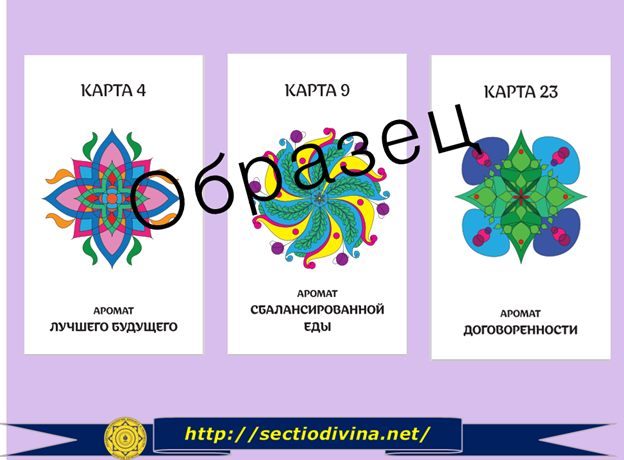 КАРТА 4
АРОМАТ
ЛУЧШЕГО БУДУЩЕГО
КАРТА 9
АРОМАТ
СБАЛАНСИРОВАННОЙ
ЕДЫ
КАРТА 23
АРОМАТ
ДОГОВОРЕННОСТИ
Образец
http://sectiodivina.net/